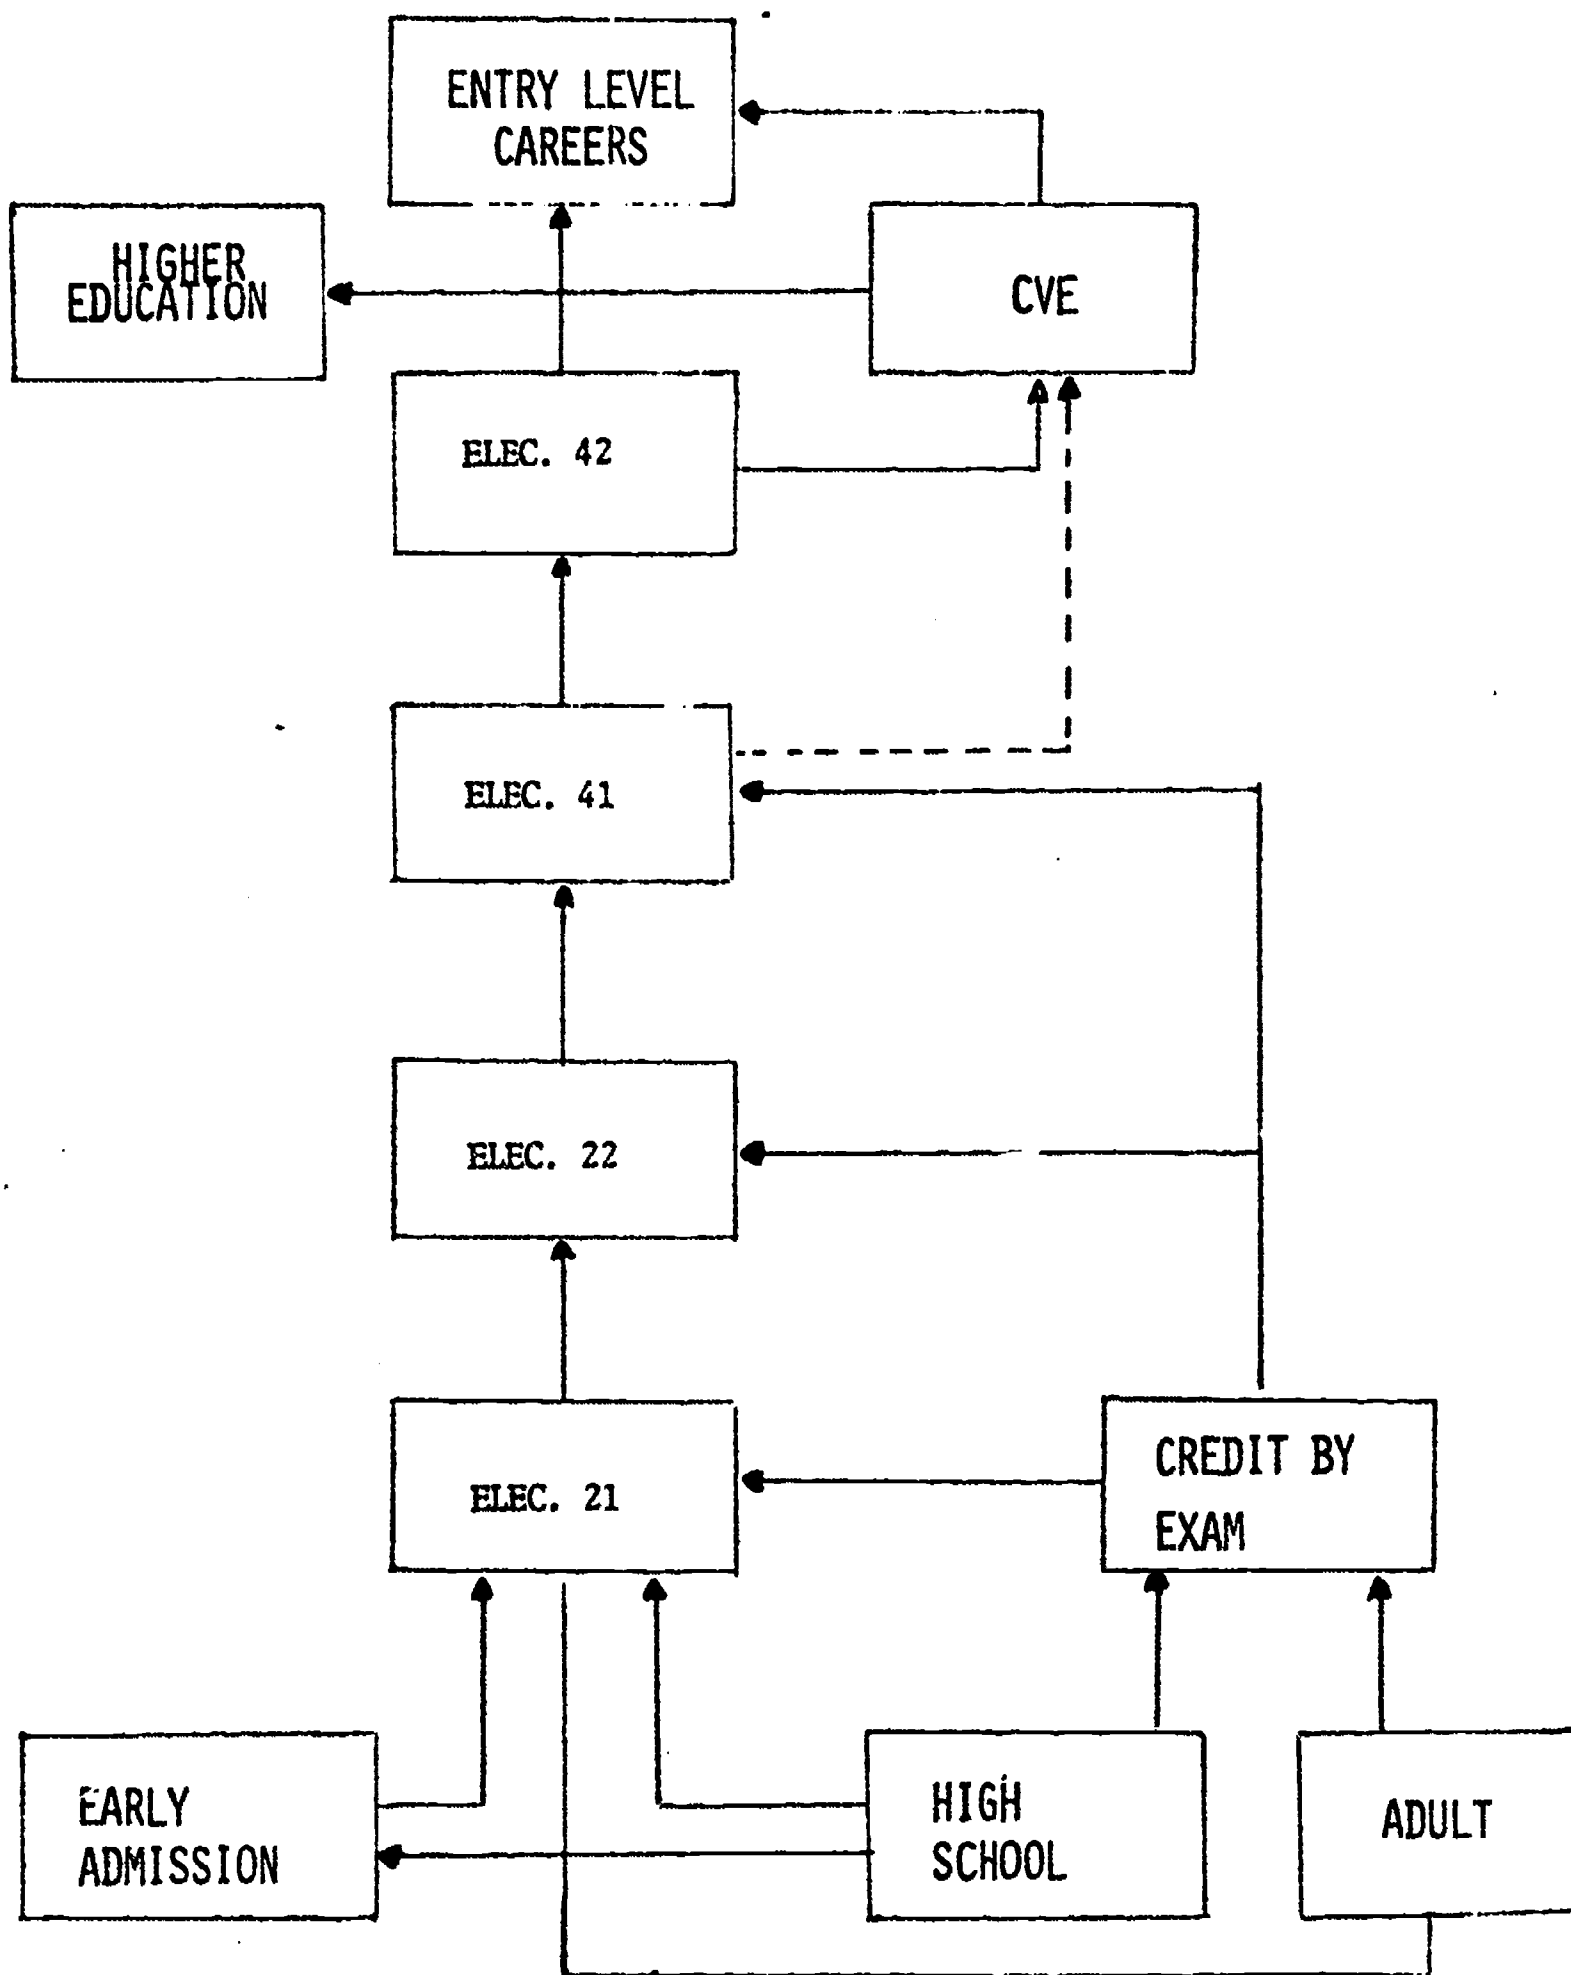 ENTRY LEVEL
CAREERS
HIGHER
EDUCATION
CVE
ELEC. 42
ELEC. 41
ELEC. 22
ELEC. 21
CREDIT BY
EXAM
EARLY
ADMISSION
HIGH
SCHOOL
ADULT